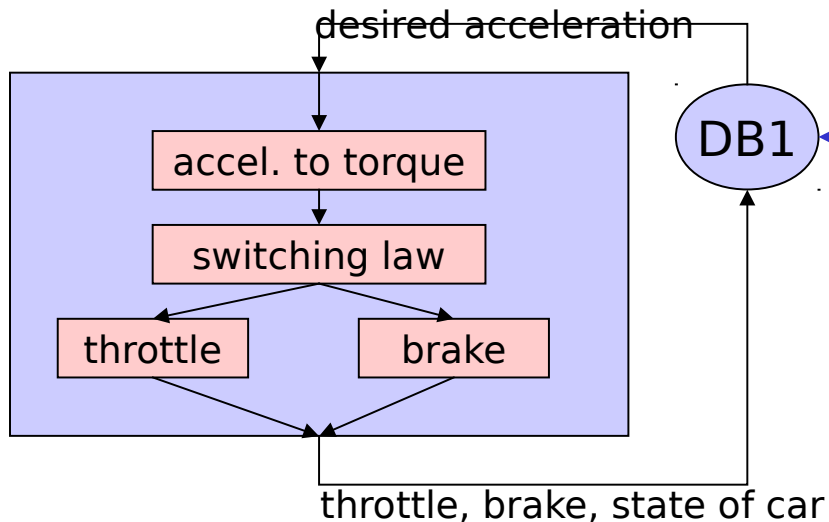 desired acceleration
DB1
accel. to torque
switching law
throttle
brake
throttle, brake, state of car